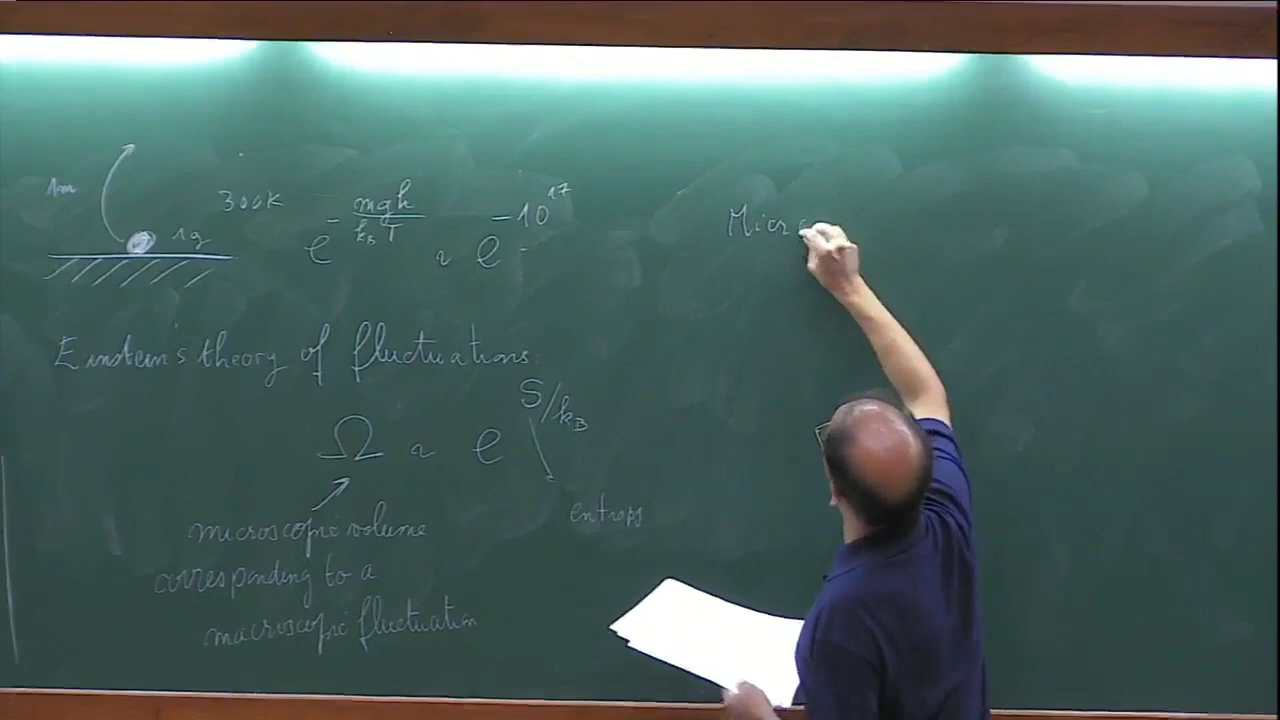 1m
1g
300K
e^{-mgh/k_B T} ~ e^{-10^{17}}
Einstein's theory of fluctuations:
Ω ~ e^{S/k_B}
entropy
microscopic volume
corresponding to a
macroscopic fluctuation
Micr